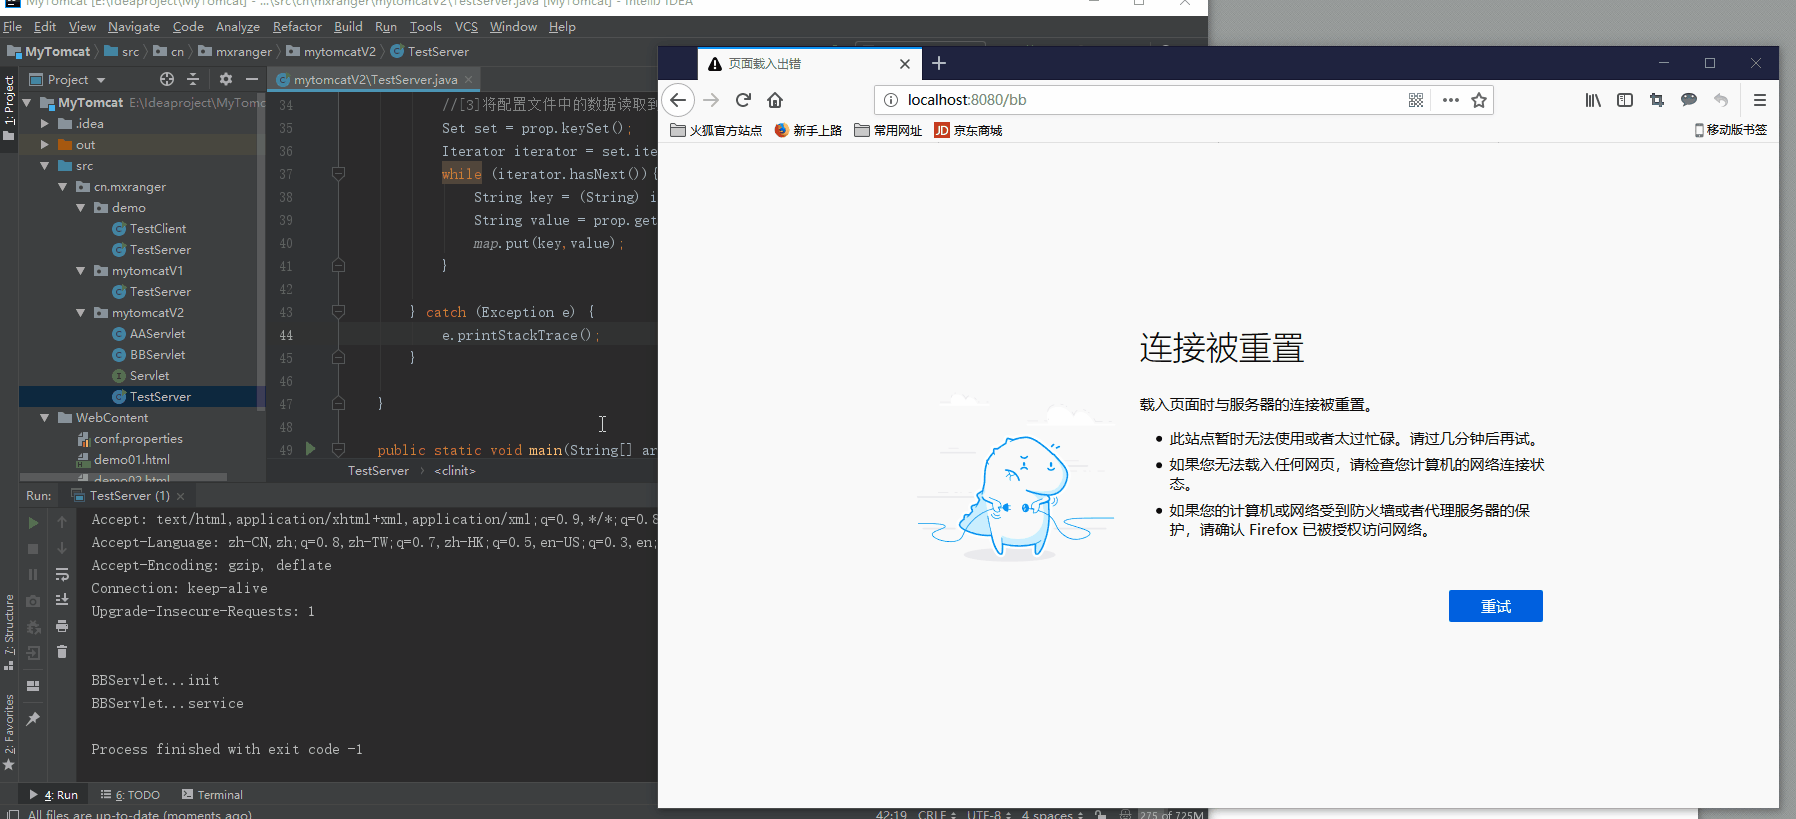 MyTomcat [E:\Ideaproject\MyTomcat] - ...\src\cn\mxranger\mytomcatV2\TestServer.java [MyTomcat] - IntelliJ IDEA
File Edit View Navigate Code Analyze Refactor Build Run Tools VCS Window Help
MyTomcat src cn mxranger mytomcatV2 TestServer
1: Project
Project
mytomcatV2\TestServer.java
MyTomcat E:\Ideaproject\MyTomc
.idea
out
src
cn.mxranger
demo
TestClient
TestServer
mytomcatV1
TestServer
mytomcatV2
AAServlet
BBServlet
Servlet
TestServer
WebContent
conf.properties
demo01.html
demo02.html
34 //[3]将配置文件中的数据读取到
35 Set set = prop.keySet();
36 Iterator iterator = set.ite
37 while (iterator.hasNext()){
38 String key = (String) i
39 String value = prop.get
40 map.put(key,value);
41 }
42
43 } catch (Exception e) {
44 e.printStackTrace();
45 }
46
47 }
48
49 public static void main(String[] ar
TestServer <clinit>
Run: TestServer (1)
Accept: text/html,application/xhtml+xml,application/xml;q=0.9,*/*;q=0.8
Accept-Language: zh-CN,zh;q=0.8,zh-TW;q=0.7,zh-HK;q=0.5,en-US;q=0.3,en;
Accept-Encoding: gzip, deflate
Connection: keep-alive
Upgrade-Insecure-Requests: 1
BBServlet...init
BBServlet...service
Process finished with exit code -1
7: Structure
2: Favorites
4: Run 6: TODO Terminal
All files are up-to-date (moments ago)
42:19 CRLF UTF-8 4 spaces 275 of 725M
页面载入出错
localhost:8080/bb
火狐官方站点 新手上路 常用网址 JD 京东商城 移动版书签
连接被重置
载入页面时与服务器的连接被重置。
此站点暂时无法使用或者太过忙碌。请过几分钟后再试。
如果您无法载入任何网页，请检查您计算机的网络连接状
态。
如果您的计算机或网络受到防火墙或者代理服务器的保
护，请确认 Firefox 已被授权访问网络。
重试